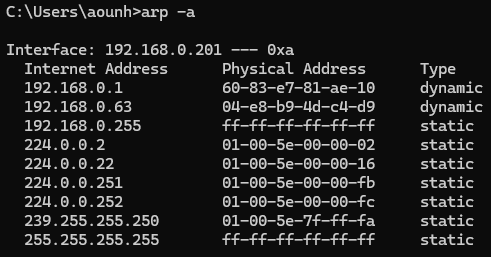 C:\Users\aounh>arp -a
Interface: 192.168.0.201 --- 0xa
Internet Address Physical Address Type
192.168.0.1 60-83-e7-81-ae-10 dynamic
192.168.0.63 04-e8-b9-4d-c4-d9 dynamic
192.168.0.255 ff-ff-ff-ff-ff-ff static
224.0.0.2 01-00-5e-00-00-02 static
224.0.0.22 01-00-5e-00-00-16 static
224.0.0.251 01-00-5e-00-00-fb static
224.0.0.252 01-00-5e-00-00-fc static
239.255.255.250 01-00-5e-7f-ff-fa static
255.255.255.255 ff-ff-ff-ff-ff-ff static